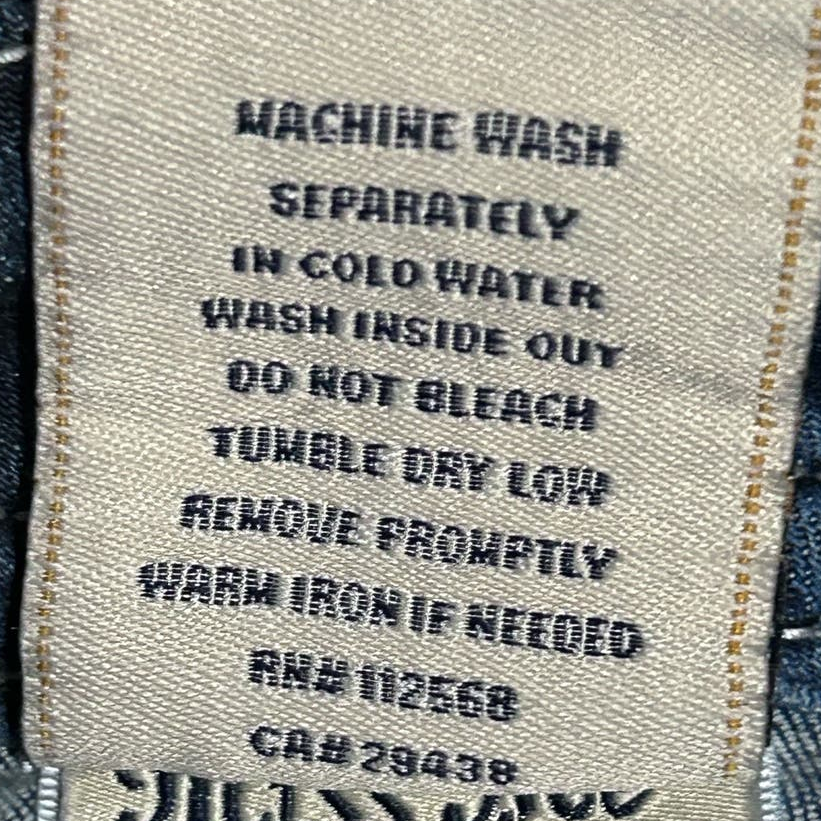 MACHINE WASH
SEPARATELY
IN COLD WATER
WASH INSIDE OUT
DO NOT BLEACH
TUMBLE DRY LOW
REMOVE PROMPTLY
WARM IRON IF NEEDED
RN# 112568
CA# 29439